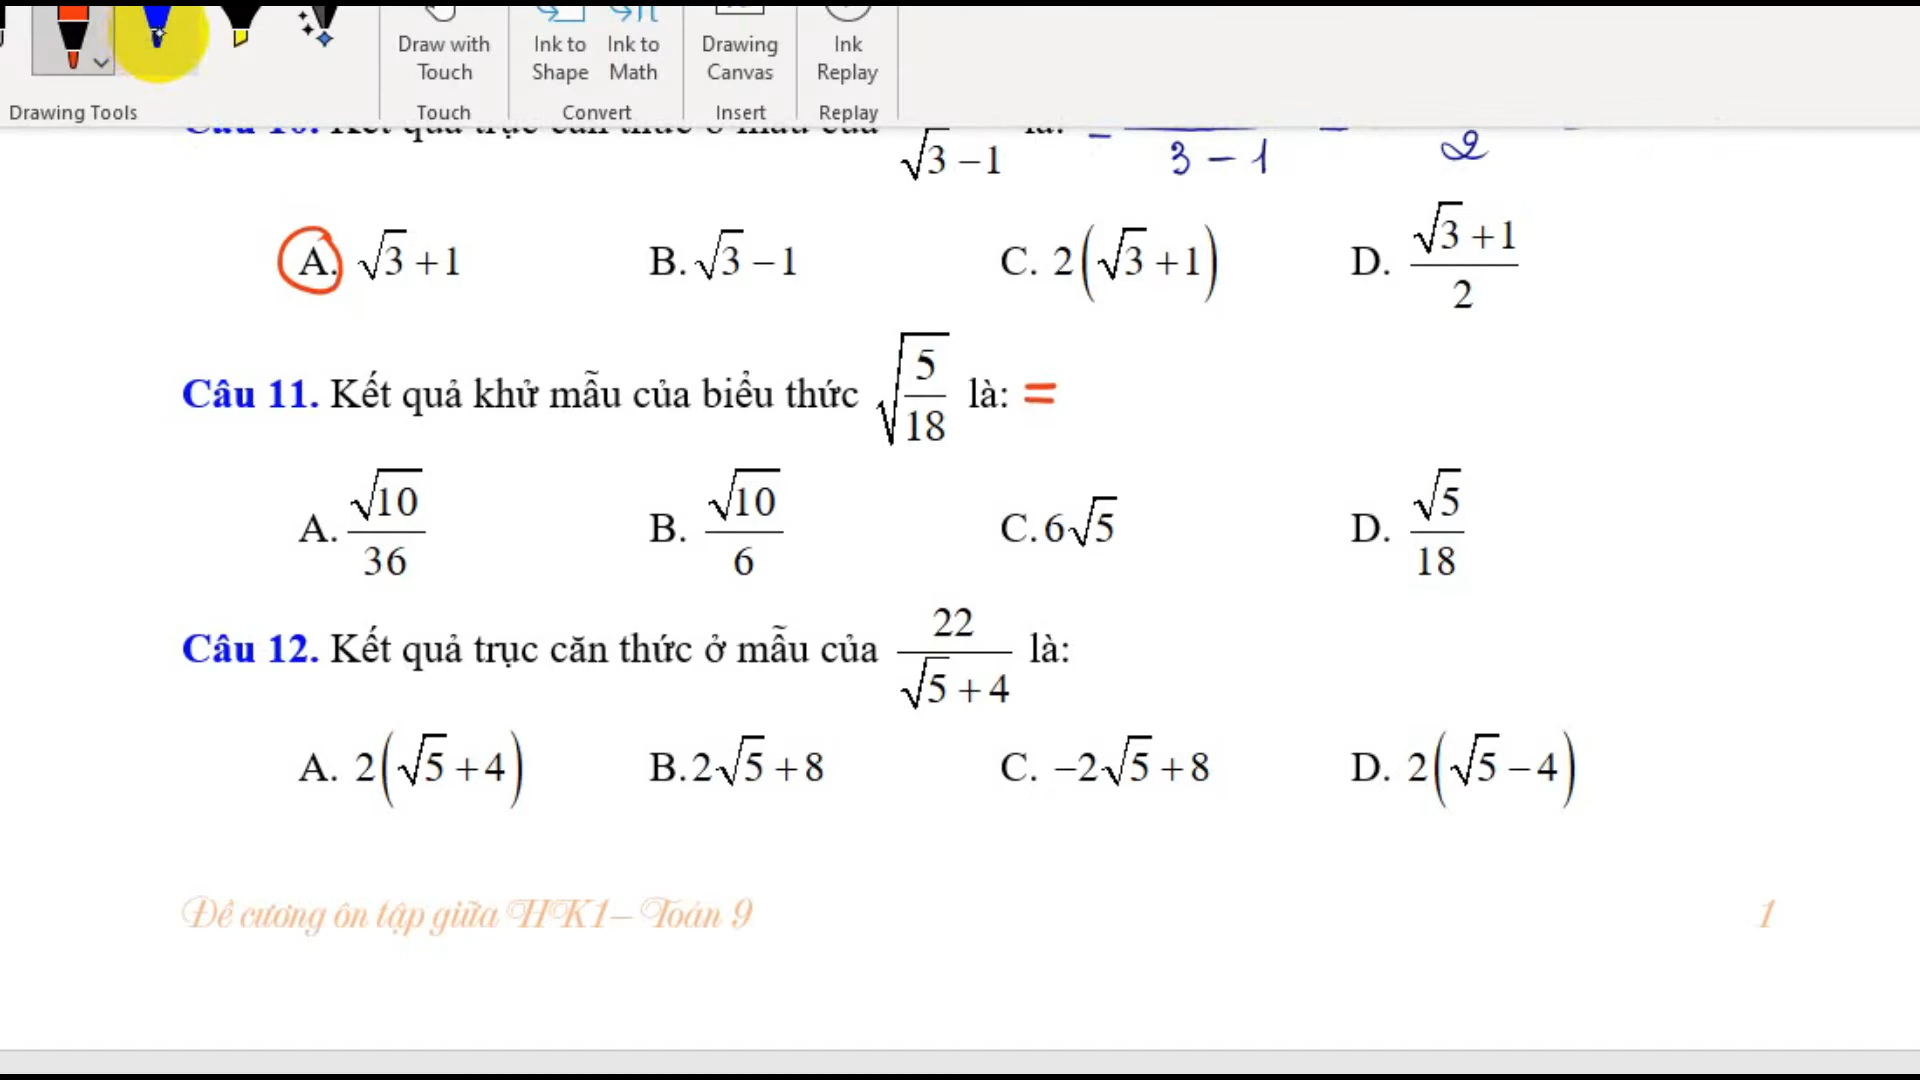 Draw with Touch
Ink to Shape
Ink to Math
Drawing Canvas
Ink Replay
Drawing Tools
Touch
Convert
Insert
Replay
√3 − 1
3 − 1
2
A. √3 + 1 B. √3 − 1 C. 2(√3 + 1) D. (√3 + 1)/2
Câu 11. Kết quả khử mẫu của biểu thức √(5/18) là: =
A. √10/36 B. √10/6 C. 6√5 D. √5/18
Câu 12. Kết quả trục căn thức ở mẫu của 22/(√5 + 4) là:
A. 2(√5 + 4) B. 2√5 + 8 C. −2√5 + 8 D. 2(√5 − 4)
Đề cương ôn tập giữa HK1– Toán 9 1